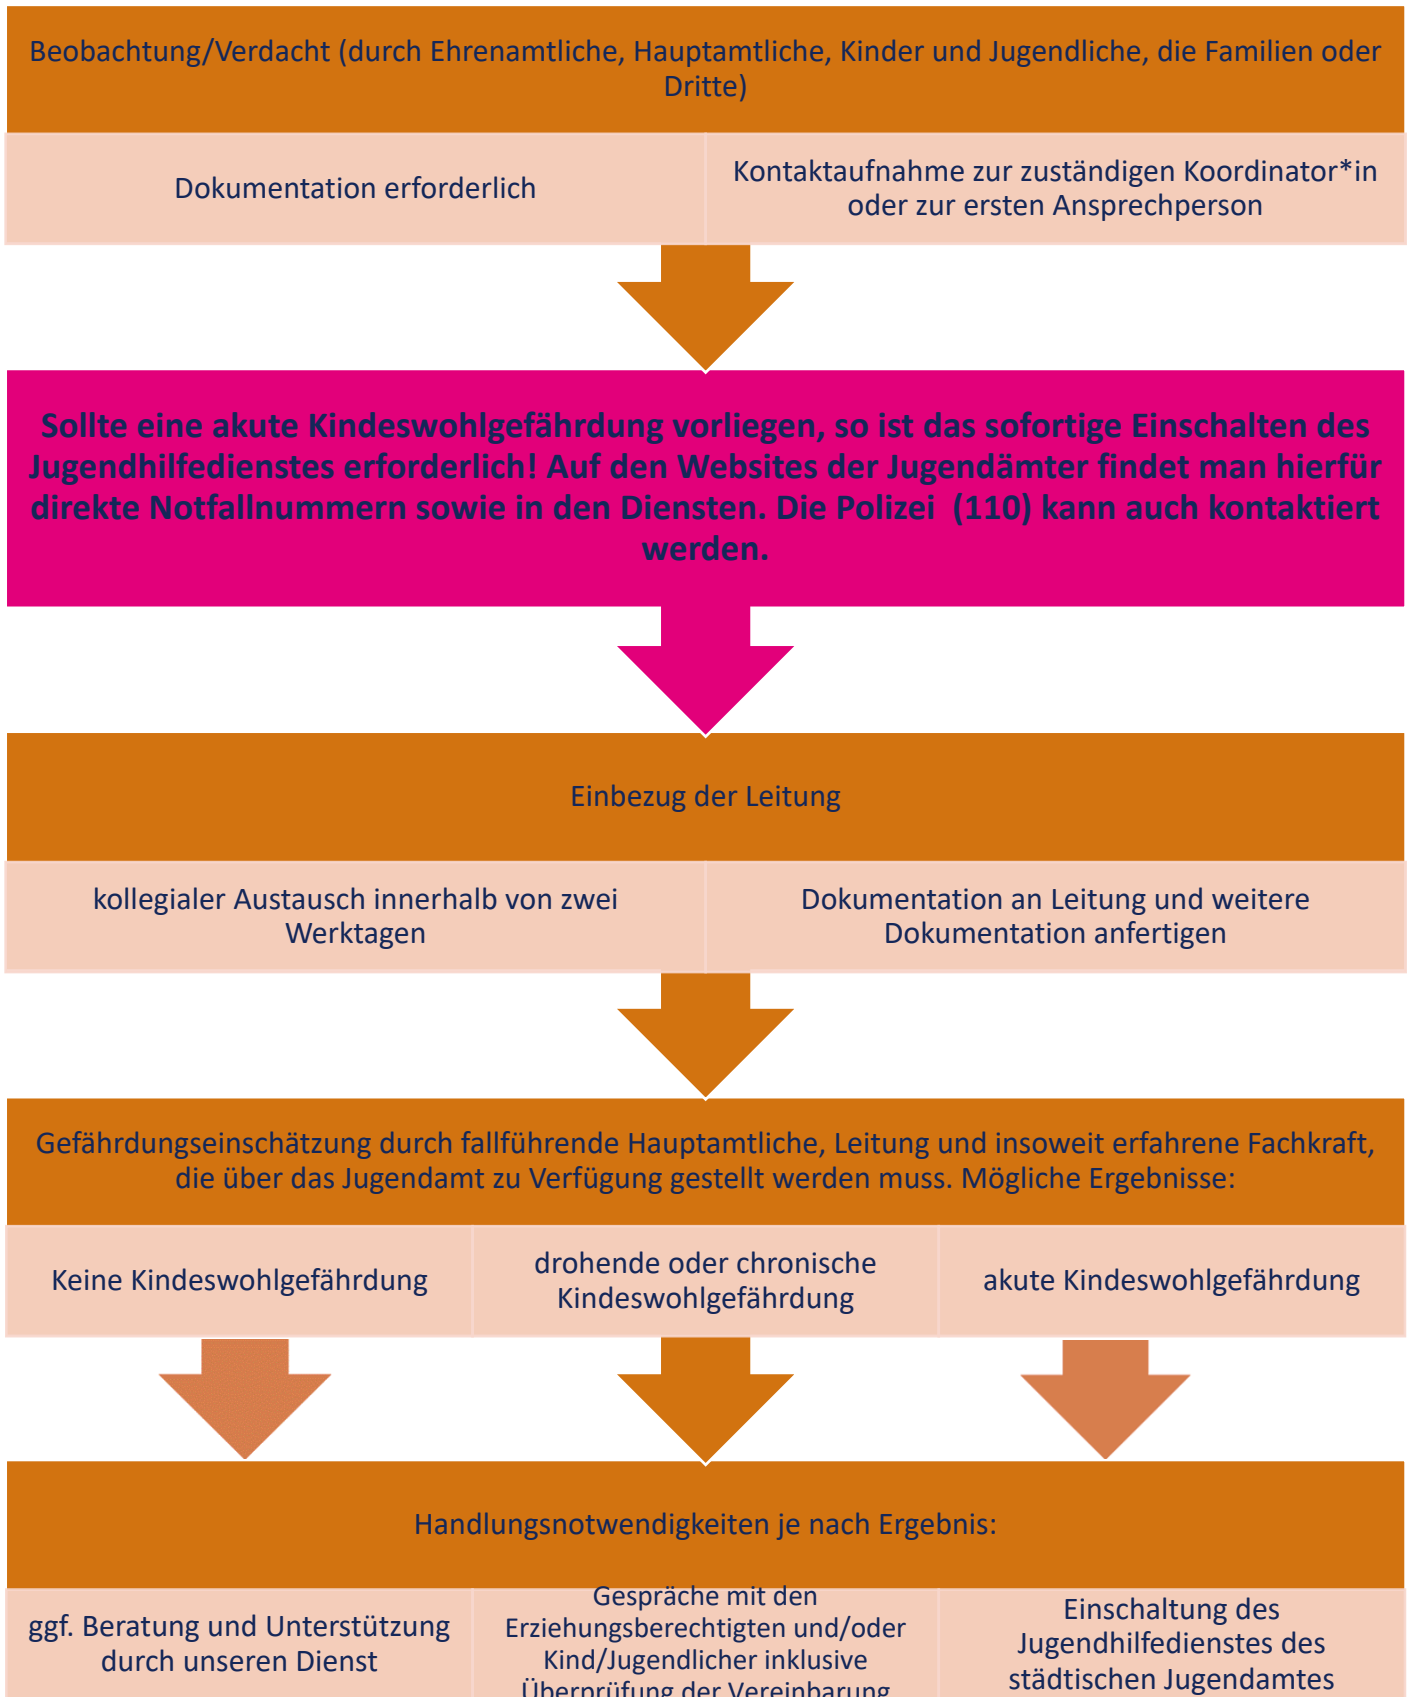 Beobachtung/Verdacht (durch Ehrenamtliche, Hauptamtliche, Kinder und Jugendliche, die Familien oder
Dritte)
Dokumentation erforderlich
Kontaktaufnahme zur zuständigen Koordinator*in
oder zur ersten Ansprechperson
Sollte eine akute Kindeswohlgefährdung vorliegen, so ist das sofortige Einschalten des
Jugendhilfedienstes erforderlich! Auf den Websites der Jugendämter findet man hierfür
direkte Notfallnummern sowie in den Diensten. Die Polizei (110) kann auch kontaktiert
werden.
Einbezug der Leitung
kollegialer Austausch innerhalb von zwei
Werktagen
Dokumentation an Leitung und weitere
Dokumentation anfertigen
Gefährdungseinschätzung durch fallführende Hauptamtliche, Leitung und insoweit erfahrene Fachkraft,
die über das Jugendamt zu Verfügung gestellt werden muss. Mögliche Ergebnisse:
Keine Kindeswohlgefährdung
drohende oder chronische
Kindeswohlgefährdung
akute Kindeswohlgefährdung
Handlungsnotwendigkeiten je nach Ergebnis:
ggf. Beratung und Unterstützung
durch unseren Dienst
Gespräche mit den
Erziehungsberechtigten und/oder
Kind/Jugendlicher inklusive
Überprüfung der Vereinbarung
Einschaltung des
Jugendhilfedienstes des
städtischen Jugendamtes